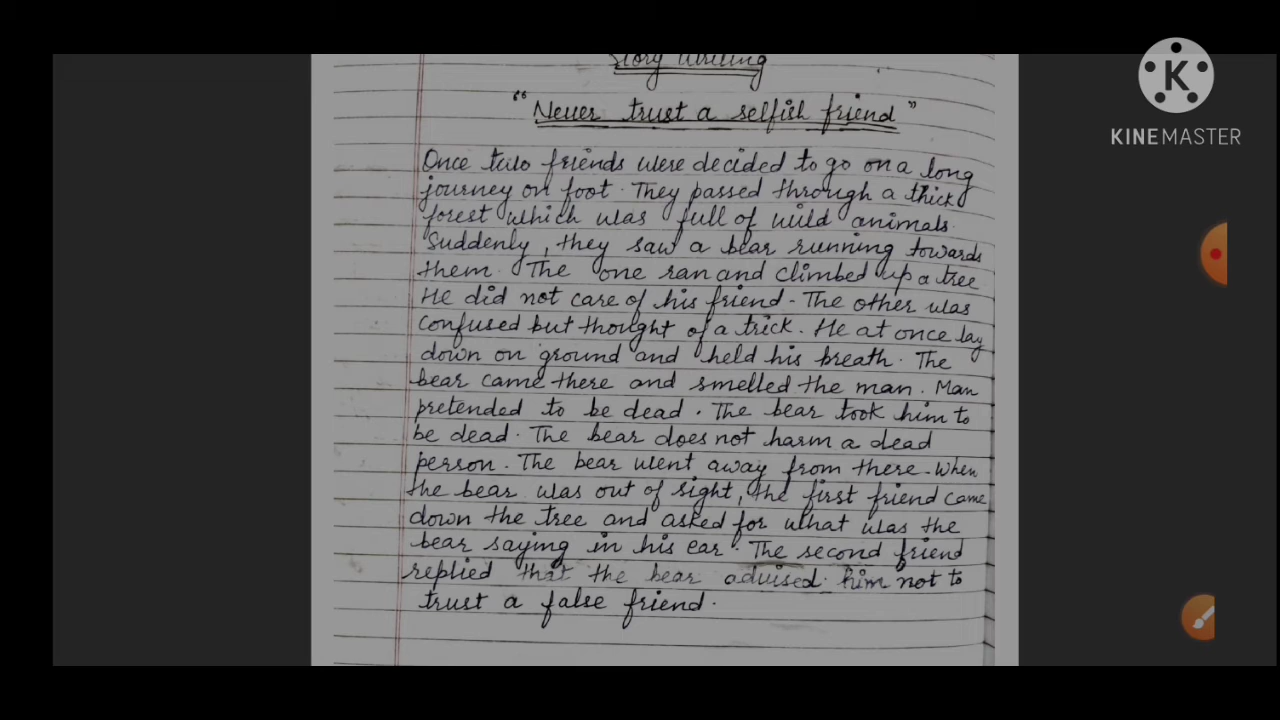 Story Writing
"Never trust a selfish friend"
KINEMASTER
Once two friends were decided to go on a long
journey on foot. They passed through a thick
forest which was full of wild animals.
Suddenly, they saw a bear running towards
them. The one ran and climbed up a tree
He did not care of his friend - The other was
confused but thought of a trick. He at once lay
down on ground and held his breath. The
bear came there and smelled the man. Man
pretended to be dead. The bear took him to
be dead. The bear does not harm a dead
person. The bear went away from there. When
the bear was out of sight, the first friend came
down the tree and asked for what was the
bear saying in his ear. The second friend
replied that the bear advised him not to
trust a false friend.